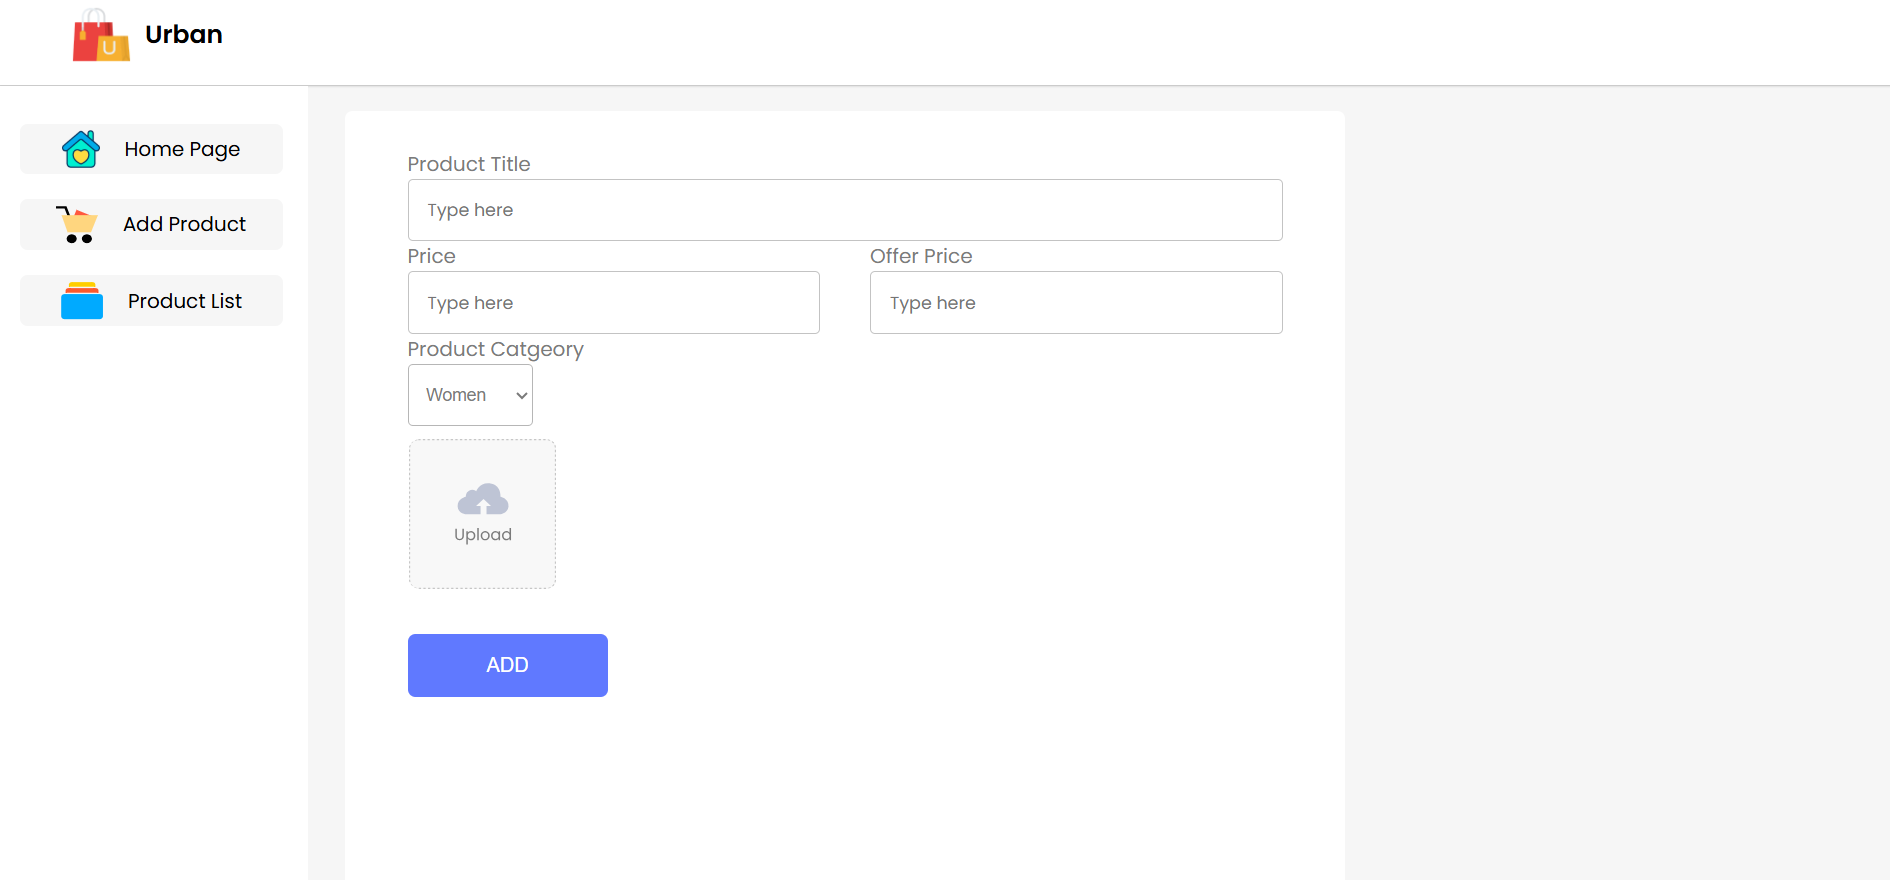 U
Urban
Home Page
Add Product
Product List
Product Title
Type here
Price
Offer Price
Type here
Type here
Product Catgeory
Women
Upload
ADD